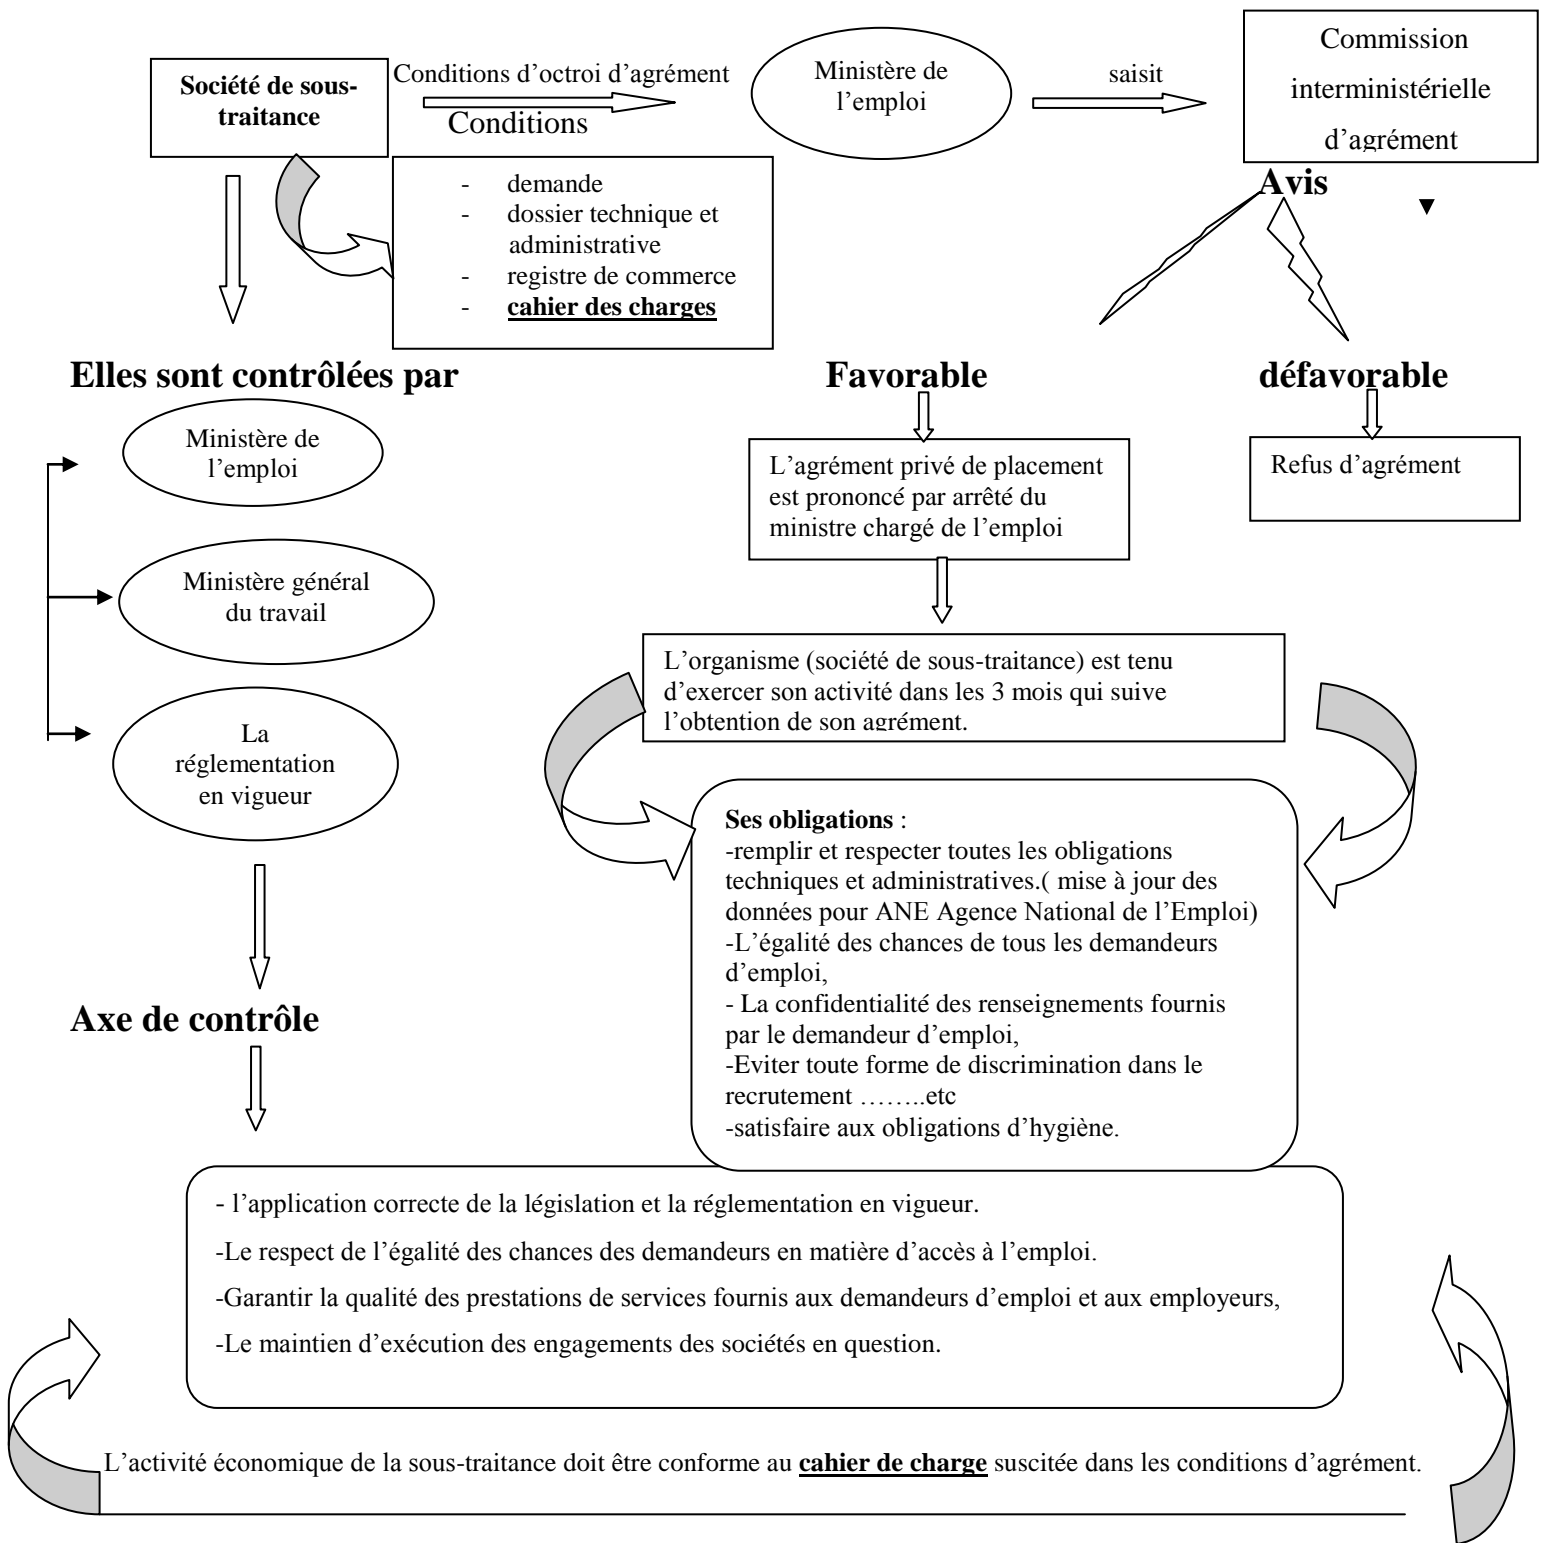 Société de sous-
traitance
Conditions d’octroi d’agrément
Conditions
Ministère de
l’emploi
saisit
Commission
interministérielle
d’agrément
Avis
- demande
- dossier technique et
administrative
- registre de commerce
- cahier des charges
Elles sont contrôlées par
Favorable
défavorable
Ministère de
l’emploi
Ministère général
du travail
La
réglementation
en vigueur
L’agrément privé de placement
est prononcé par arrêté du
ministre chargé de l’emploi
Refus d’agrément
L’organisme (société de sous-traitance) est tenu
d’exercer son activité dans les 3 mois qui suive
l’obtention de son agrément.
Ses obligations :
-remplir et respecter toutes les obligations
techniques et administratives.( mise à jour des
données pour ANE Agence National de l’Emploi)
-L’égalité des chances de tous les demandeurs
d’emploi,
- La confidentialité des renseignements fournis
par le demandeur d’emploi,
-Eviter toute forme de discrimination dans le
recrutement ……..etc
-satisfaire aux obligations d’hygiène.
Axe de contrôle
- l’application correcte de la législation et la réglementation en vigueur.
-Le respect de l’égalité des chances des demandeurs en matière d’accès à l’emploi.
-Garantir la qualité des prestations de services fournis aux demandeurs d’emploi et aux employeurs,
-Le maintien d’exécution des engagements des sociétés en question.
L’activité économique de la sous-traitance doit être conforme au cahier de charge suscitée dans les conditions d’agrément.